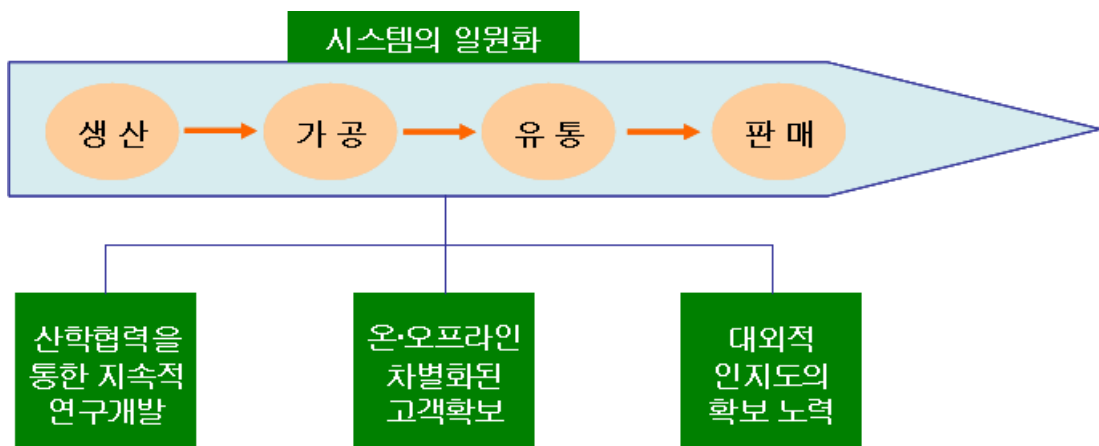 시스템의 일원화
생 산
가 공
유 통
판 매
산학협력을
통한 지속적
연구개발
온·오프라인
차별화된
고객확보
대외적
인지도의
확보 노력